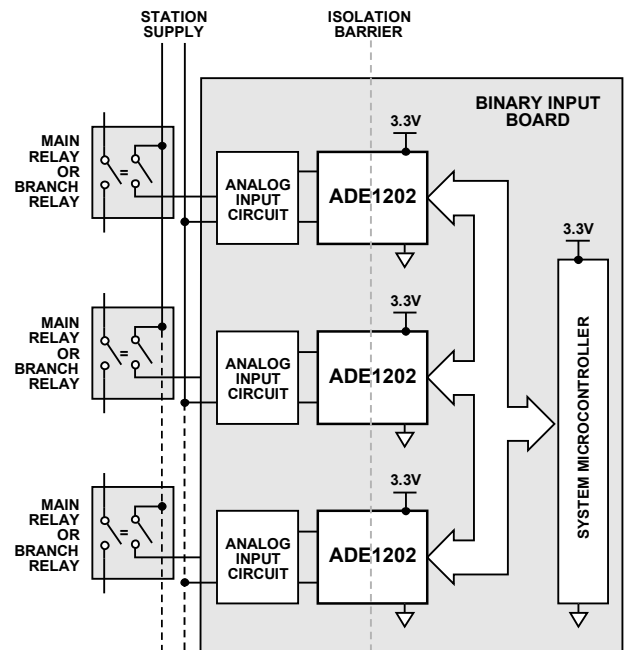 STATION
SUPPLY
ISOLATION
BARRIER
BINARY INPUT
BOARD
3.3V
MAIN
RELAY
OR
BRANCH
RELAY
=
ANALOG
INPUT
CIRCUIT
ADE1202
3.3V
3.3V
MAIN
RELAY
OR
BRANCH
RELAY
=
ANALOG
INPUT
CIRCUIT
ADE1202
SYSTEM MICROCONTROLLER
3.3V
MAIN
RELAY
OR
BRANCH
RELAY
=
ANALOG
INPUT
CIRCUIT
ADE1202